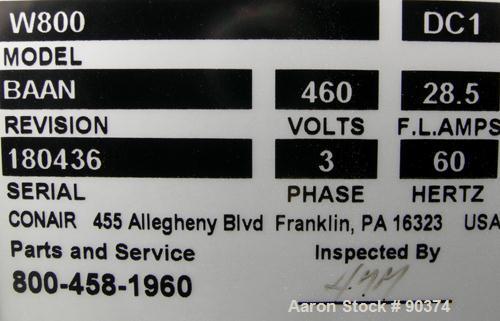 W800 DC1
MODEL
BAAN 460 28.5
REVISION VOLTS F.L.AMPS
180436 3 60
SERIAL PHASE HERTZ
CONAIR 455 Allegheny Blvd Franklin, PA 16323 USA
Parts and Service Inspected By
800-458-1960
Aaron Stock # 90374